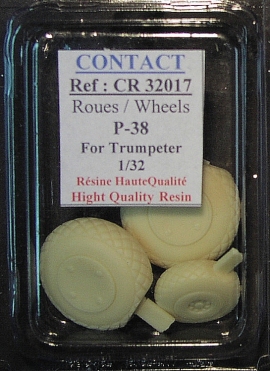 CONTACT
Ref : CR 32017
Roues / Wheels
P-38
For Trumpeter
1/32
Résine HauteQualité
Hight Quality Resin